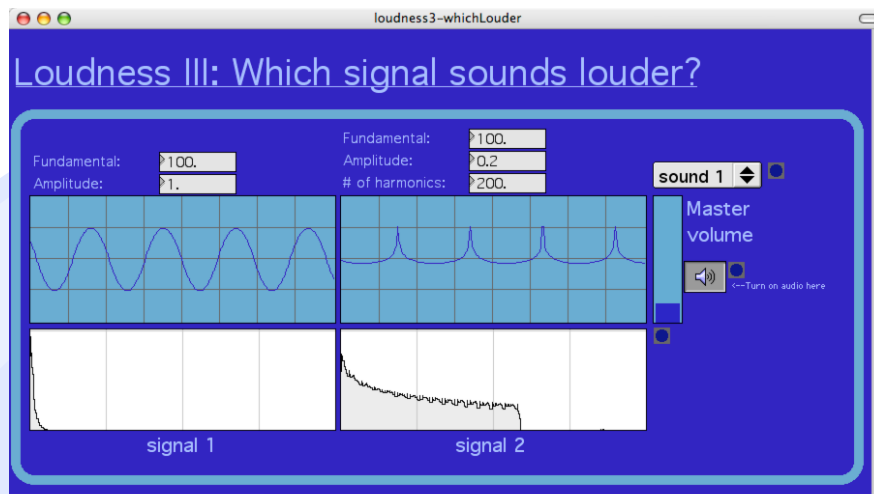 loudness3-whichLouder
Loudness III: Which signal sounds louder?
Fundamental: 100.
Amplitude: 1.
Fundamental: 100.
Amplitude: 0.2
# of harmonics: 200.
sound 1
Master
volume
<--Turn on audio here
signal 1
signal 2